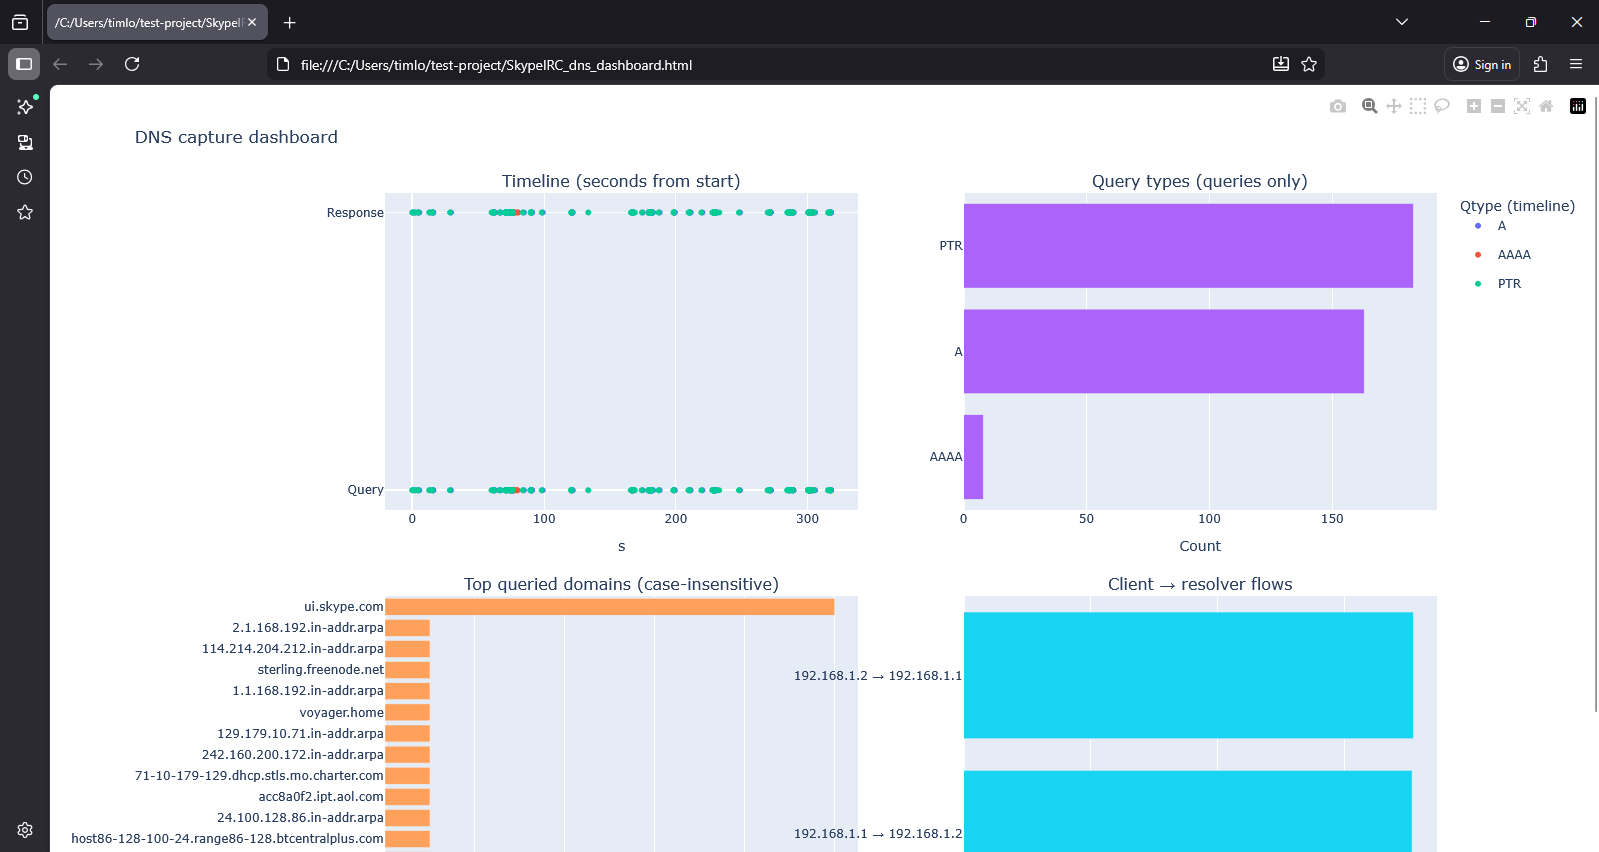 /C:/Users/timlo/test-project/SkypeI
file:///C:/Users/timlo/test-project/SkypeIRC_dns_dashboard.html
Sign in
DNS capture dashboard
Timeline (seconds from start)
Response
Query
0 100 200 300
s
Query types (queries only)
PTR
A
AAAA
0 50 100 150
Count
Qtype (timeline)
A
AAAA
PTR
Top queried domains (case-insensitive)
ui.skype.com
2.1.168.192.in-addr.arpa
114.214.204.212.in-addr.arpa
sterling.freenode.net
1.1.168.192.in-addr.arpa
voyager.home
129.179.10.71.in-addr.arpa
242.160.200.172.in-addr.arpa
71-10-179-129.dhcp.stls.mo.charter.com
acc8a0f2.ipt.aol.com
24.100.128.86.in-addr.arpa
host86-128-100-24.range86-128.btcentralplus.com
Client → resolver flows
192.168.1.2 → 192.168.1.1
192.168.1.1 → 192.168.1.2